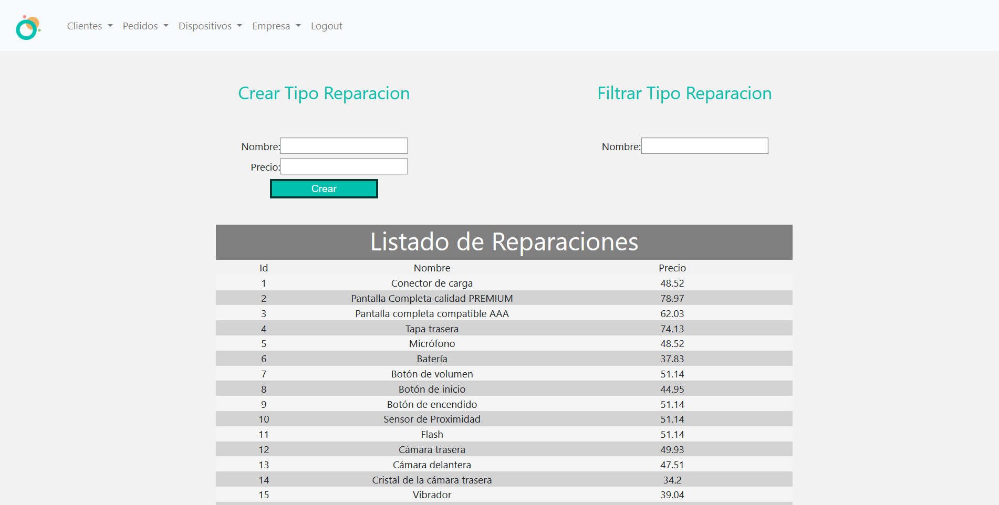 Clientes Pedidos Dispositivos Empresa Logout
Crear Tipo Reparacion
Filtrar Tipo Reparacion
Nombre:
Precio:
Crear
Nombre:
Listado de Reparaciones
Id Nombre Precio
1 Conector de carga 48.52
2 Pantalla Completa calidad PREMIUM 78.97
3 Pantalla completa compatible AAA 62.03
4 Tapa trasera 74.13
5 Micrófono 48.52
6 Batería 37.83
7 Botón de volumen 51.14
8 Botón de inicio 44.95
9 Botón de encendido 51.14
10 Sensor de Proximidad 51.14
11 Flash 51.14
12 Cámara trasera 49.93
13 Cámara delantera 47.51
14 Cristal de la cámara trasera 34.2
15 Vibrador 39.04